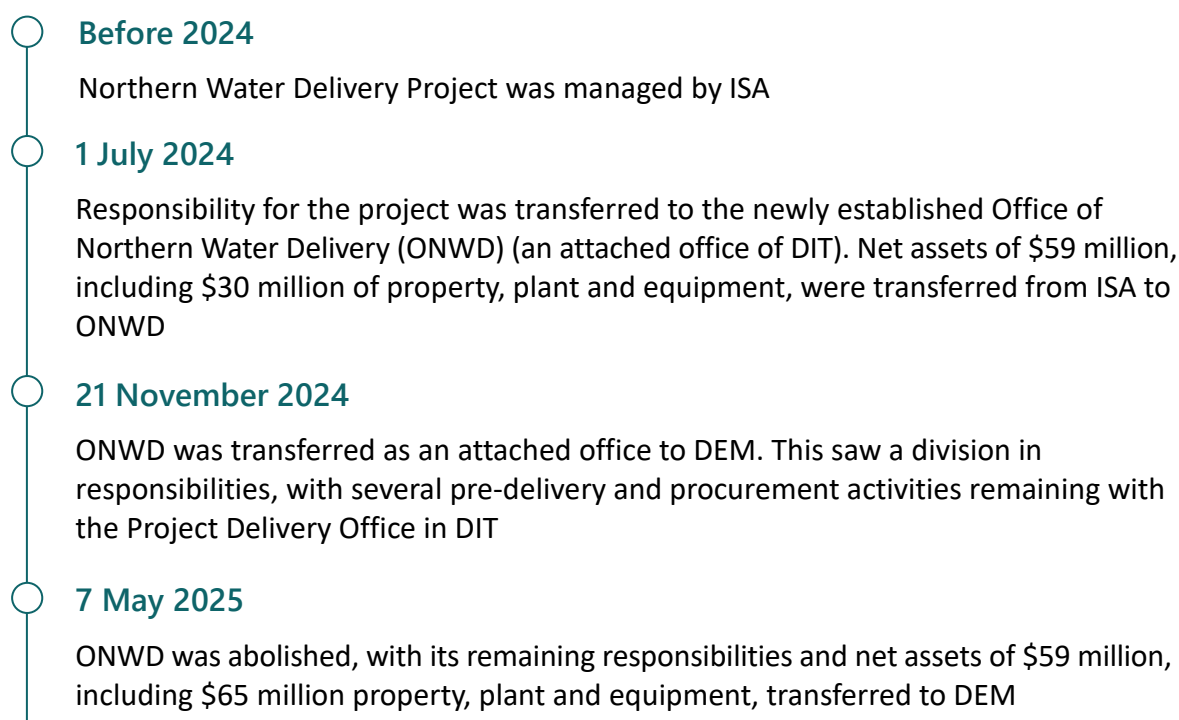 Before 2024
Northern Water Delivery Project was managed by ISA
1 July 2024
Responsibility for the project was transferred to the newly established Office of
Northern Water Delivery (ONWD) (an attached office of DIT). Net assets of $59 million,
including $30 million of property, plant and equipment, were transferred from ISA to
ONWD
21 November 2024
ONWD was transferred as an attached office to DEM. This saw a division in
responsibilities, with several pre-delivery and procurement activities remaining with
the Project Delivery Office in DIT
7 May 2025
ONWD was abolished, with its remaining responsibilities and net assets of $59 million,
including $65 million property, plant and equipment, transferred to DEM